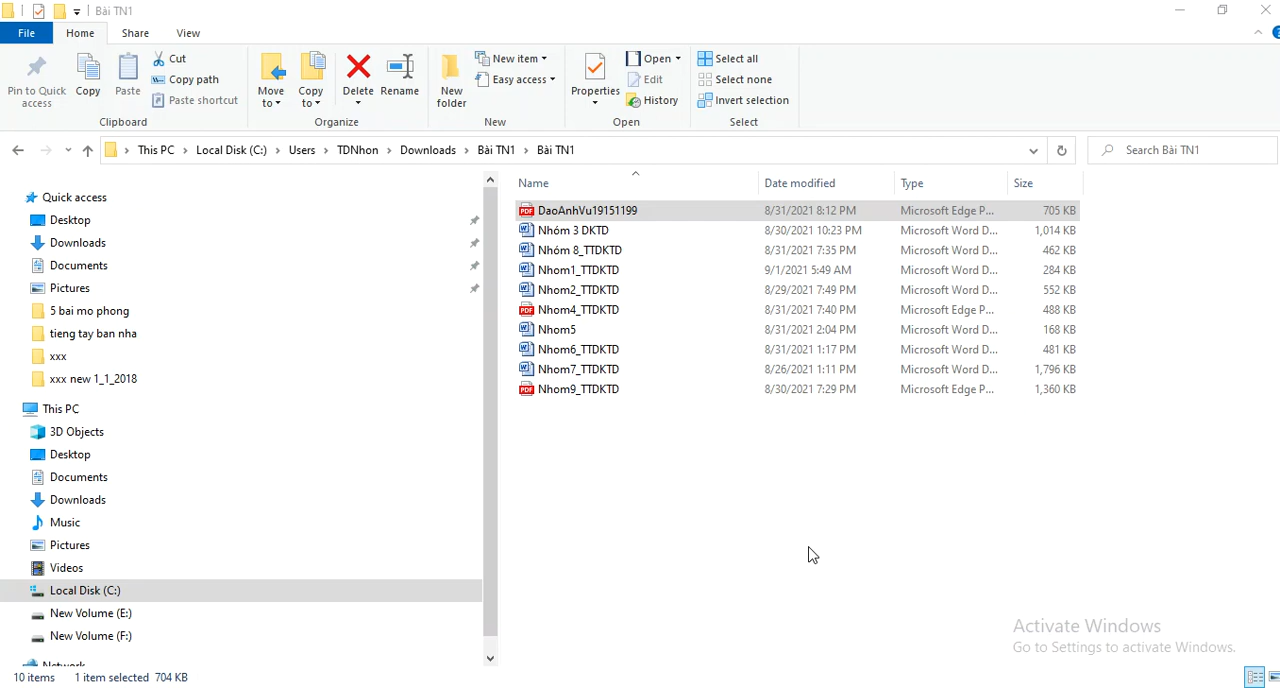 Bài TN1
File Home Share View
Pin to Quick access
Copy
Paste
Cut
Copy path
Paste shortcut
Clipboard
Move to
Copy to
Delete
Rename
Organize
New folder
New item
Easy access
New
Properties
Open
Edit
History
Open
Select all
Select none
Invert selection
Select
This PC > Local Disk (C:) > Users > TDNhon > Downloads > Bài TN1 > Bài TN1
Search Bài TN1
Quick access
Desktop
Downloads
Documents
Pictures
5 bai mo phong
tieng tay ban nha
xxx
xxx new 1_1_2018
This PC
3D Objects
Desktop
Documents
Downloads
Music
Pictures
Videos
Local Disk (C:)
New Volume (E:)
New Volume (F:)
Network
Name Date modified Type Size
PDF DaoAnhVu19151199 8/31/2021 8:12 PM Microsoft Edge P... 705 KB
Nhóm 3 DKTD 8/30/2021 10:23 PM Microsoft Word D... 1,014 KB
Nhóm 8_TTDKTD 8/31/2021 7:35 PM Microsoft Word D... 462 KB
Nhom1_TTDKTD 9/1/2021 5:49 AM Microsoft Word D... 284 KB
Nhom2_TTDKTD 8/29/2021 7:49 PM Microsoft Word D... 552 KB
PDF Nhom4_TTDKTD 8/31/2021 7:40 PM Microsoft Edge P... 488 KB
Nhom5 8/31/2021 2:04 PM Microsoft Word D... 168 KB
Nhom6_TTDKTD 8/31/2021 1:17 PM Microsoft Word D... 481 KB
Nhom7_TTDKTD 8/26/2021 1:11 PM Microsoft Word D... 1,796 KB
PDF Nhom9_TTDKTD 8/30/2021 7:29 PM Microsoft Edge P... 1,360 KB
Activate Windows
Go to Settings to activate Windows.
10 items 1 item selected 704 KB